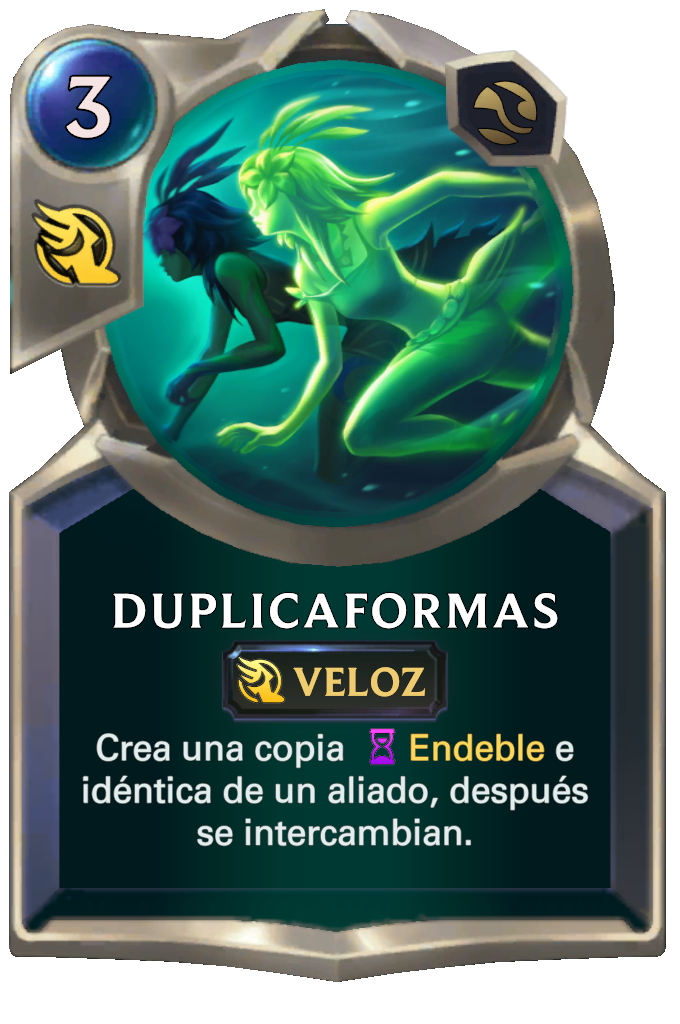 3
DUPLICAFORMAS
VELOZ
Crea una copia Endeble e
idéntica de un aliado, después
se intercambian.